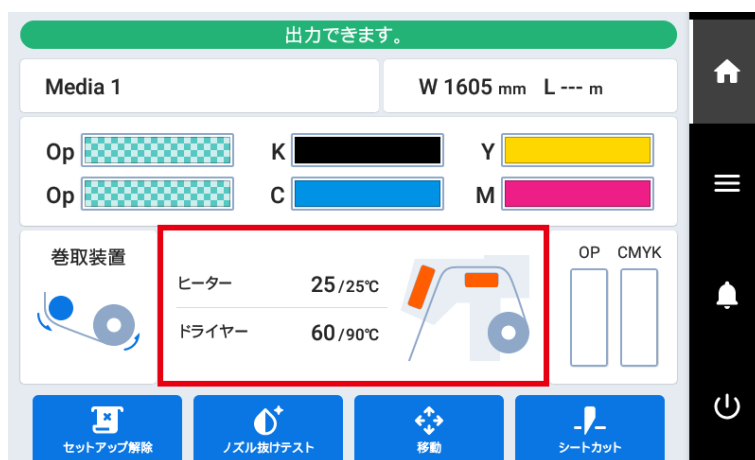 出力できます。
Media 1
W 1605 mm L --- m
Op K Y
Op C M
巻取装置
ヒーター 25/25℃
ドライヤー 60/90℃
OP CMYK
セットアップ解除
ノズル抜けテスト
移動
シートカット